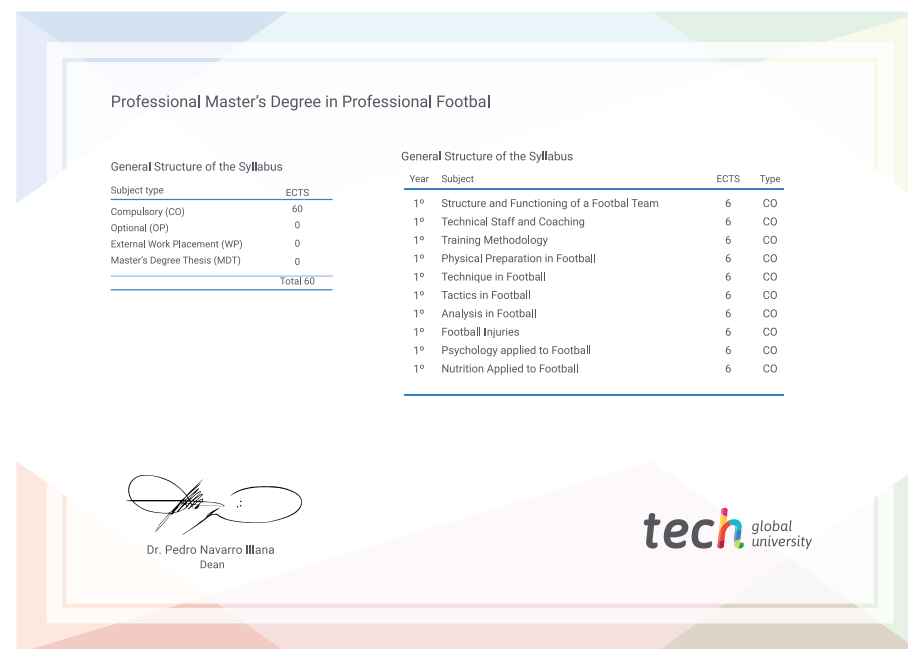 Professional Master's Degree in Professional Footbal
General Structure of the Syllabus
Subject type ECTS
Compulsory (CO) 60
Optional (OP) 0
External Work Placement (WP) 0
Master's Degree Thesis (MDT) 0
Total 60
General Structure of the Syllabus
Year Subject ECTS Type
1º Structure and Functioning of a Footbal Team 6 CO
1º Technical Staff and Coaching 6 CO
1º Training Methodology 6 CO
1º Physical Preparation in Football 6 CO
1º Technique in Football 6 CO
1º Tactics in Football 6 CO
1º Analysis in Football 6 CO
1º Football Injuries 6 CO
1º Psychology applied to Football 6 CO
1º Nutrition Applied to Football 6 CO
Dr. Pedro Navarro Illana
Dean
tech global
university